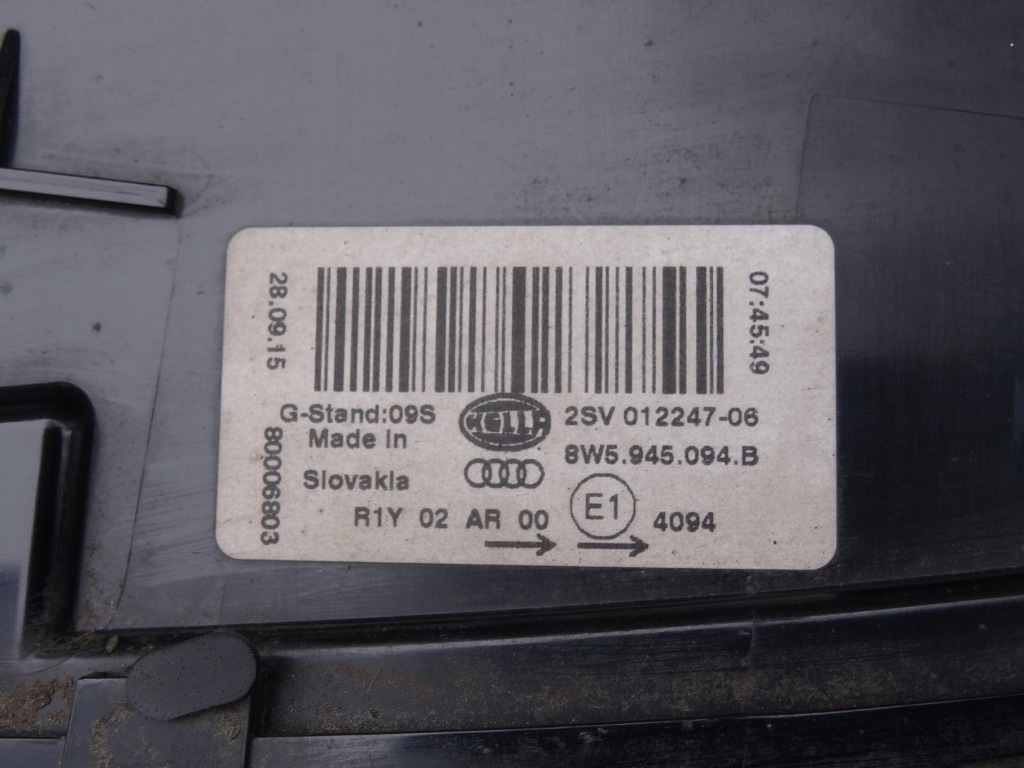 28.09.15
07:45:49
G-Stand:09S
HELLA
2SV 012247-06
Made in
8W5.945.094.B
Slovakia
80006803
R1Y 02 AR 00
E1
4094